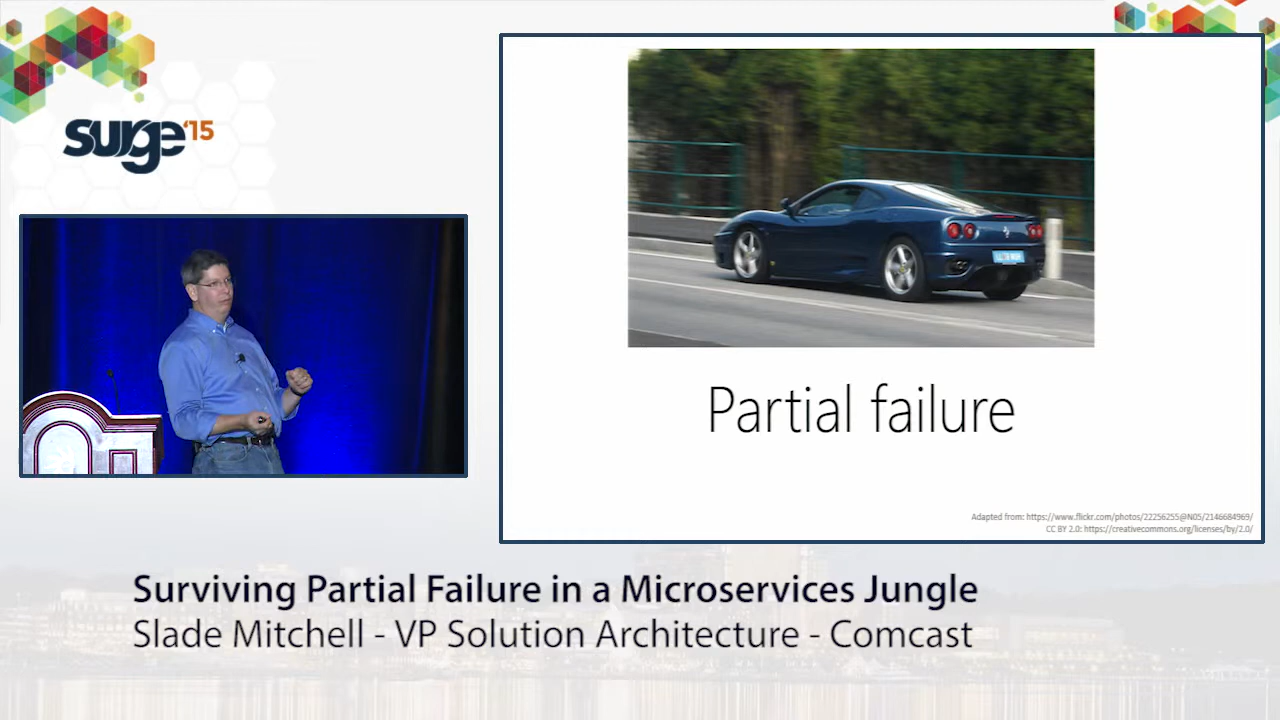 surge'15
Partial failure
Adapted from: https://www.flickr.com/photos/22256255@N05/2146684969/
CC BY 2.0: https://creativecommons.org/licenses/by/2.0/
Surviving Partial Failure in a Microservices Jungle
Slade Mitchell - VP Solution Architecture - Comcast